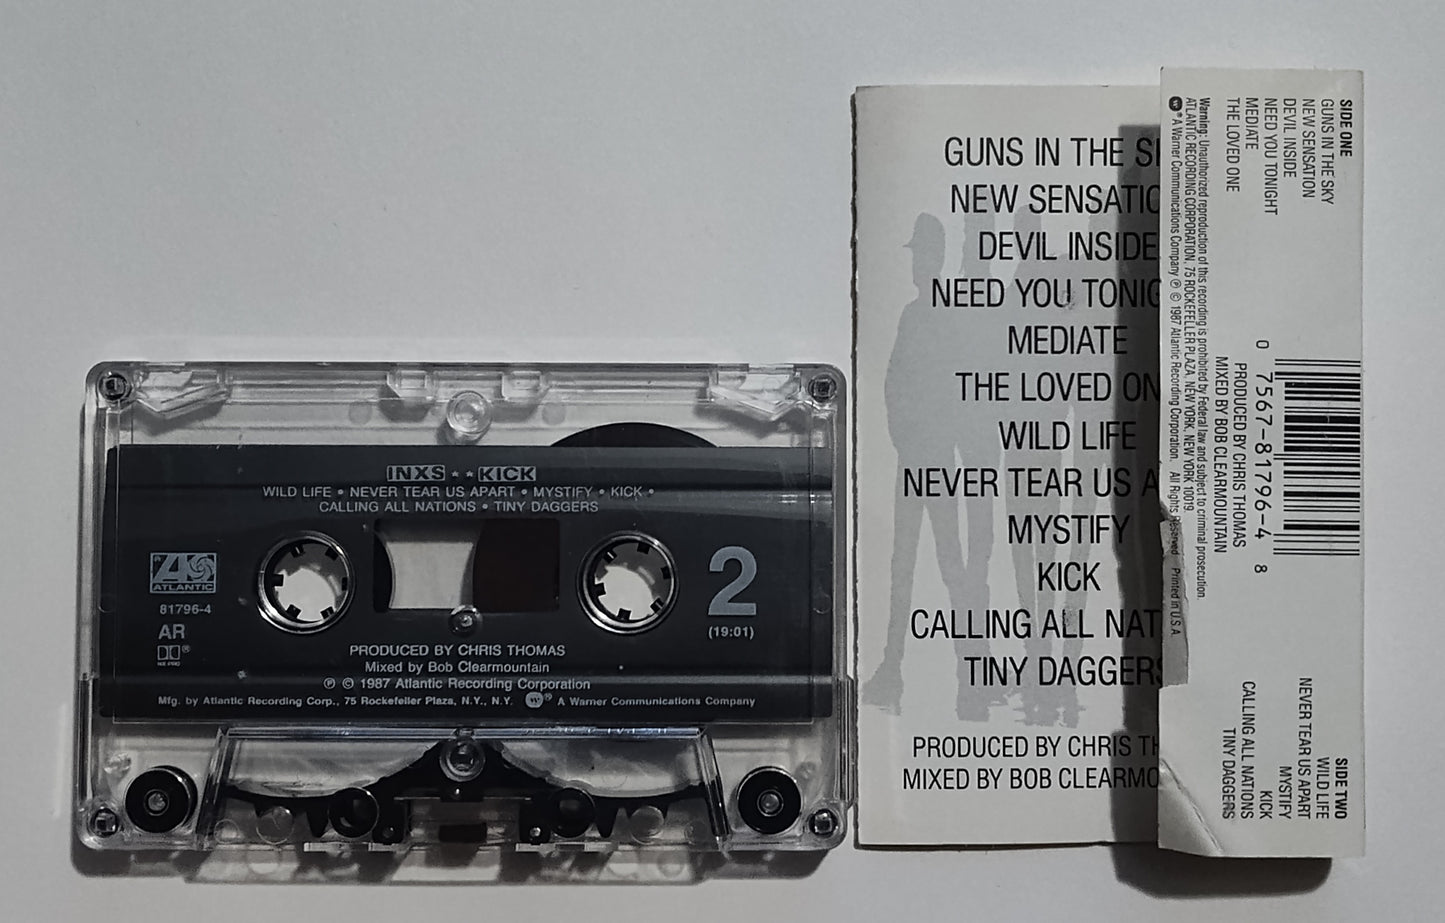 INXS ** KICK
WILD LIFE • NEVER TEAR US APART • MYSTIFY • KICK •
CALLING ALL NATIONS • TINY DAGGERS
ATLANTIC
81796-4
AR
2
(19:01)
PRODUCED BY CHRIS THOMAS
Mixed by Bob Clearmountain
℗ © 1987 Atlantic Recording Corporation
Mfg. by Atlantic Recording Corp., 75 Rockefeller Plaza, N.Y., N.Y. ® A Warner Communications Company
GUNS IN THE S
NEW SENSATIO
DEVIL INSIDE
NEED YOU TONIG
MEDIATE
THE LOVED ON
WILD LIFE
NEVER TEAR US A
MYSTIFY
KICK
CALLING ALL NAT
TINY DAGGERS
PRODUCED BY CHRIS TH
MIXED BY BOB CLEARMO
SIDE ONE
GUNS IN THE SKY
NEW SENSATION
DEVIL INSIDE
NEED YOU TONIGHT
MEDIATE
THE LOVED ONE
0 7567-81796-4 8
PRODUCED BY CHRIS THOMAS
MIXED BY BOB CLEARMOUNTAIN
SIDE TWO
WILD LIFE
NEVER TEAR US APART
MYSTIFY
KICK
CALLING ALL NATIONS
TINY DAGGERS
Warning: Unauthorized reproduction of this recording is prohibited by Federal law and subject to criminal prosecution.
ATLANTIC RECORDING CORPORATION, 75 ROCKEFELLER PLAZA, NEW YORK, NEW YORK 10019
® A Warner Communications Company ℗ © 1987 Atlantic Recording Corporation. All Rights Reserved Printed in U.S.A.